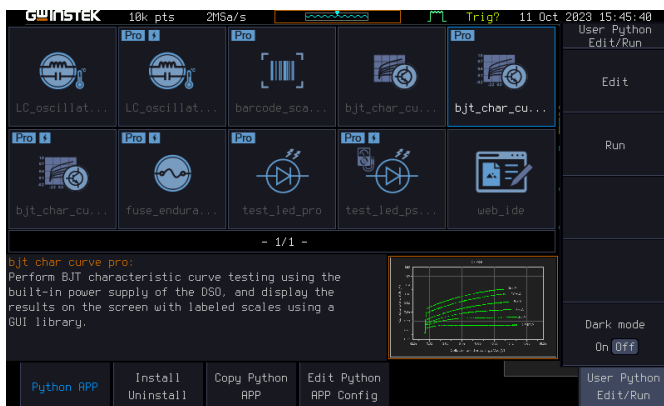 GWINSTEK 10k pts 2MSa/s Trig? 11 Oct 2023 15:45:40
User Python
Edit/Run
Pro Pro Pro Pro
LC_oscillat... LC_oscillat... barcode_sca... bjt_char_cu... bjt_char_cu...
Edit
Run
Pro Pro Pro Pro
bjt_char_cu... fuse_endura... test_led_pro test_led_ps... web_ide
- 1/1 -
bjt char curve pro:
Perform BJT characteristic curve testing using the
built-in power supply of the DSO, and display the
results on the screen with labeled scales using a
GUI library.
Dark mode
On Off
Python APP
Install
Uninstall
Copy Python
APP
Edit Python
APP Config
User Python
Edit/Run